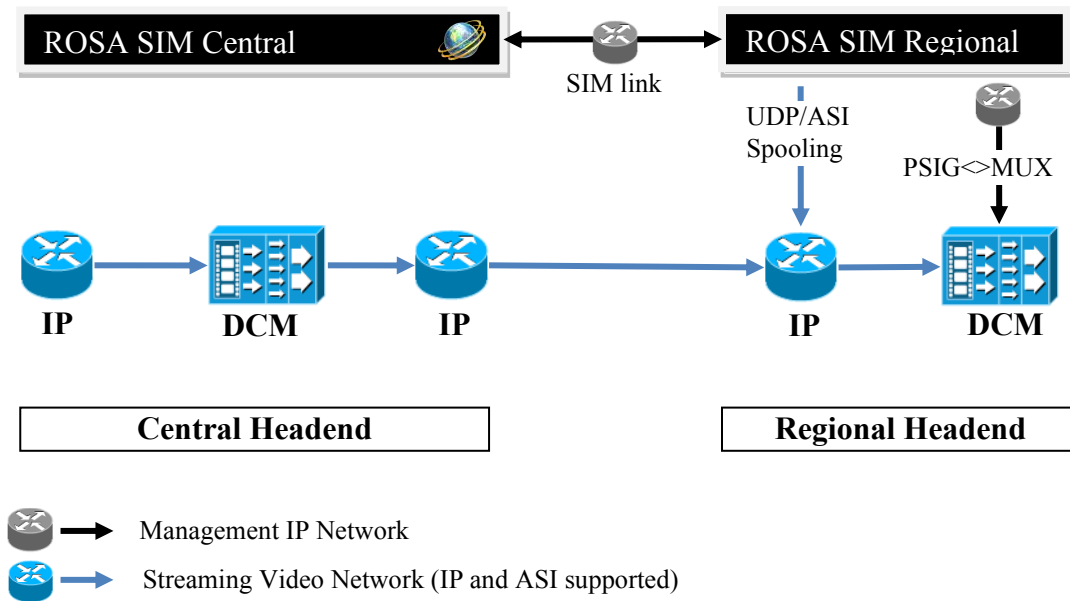 ROSA SIM Central
ROSA SIM Regional
SIM link
UDP/ASI
Spooling
PSIG<>MUX
IP
DCM
IP
IP
DCM
Central Headend
Regional Headend
Management IP Network
Streaming Video Network (IP and ASI supported)